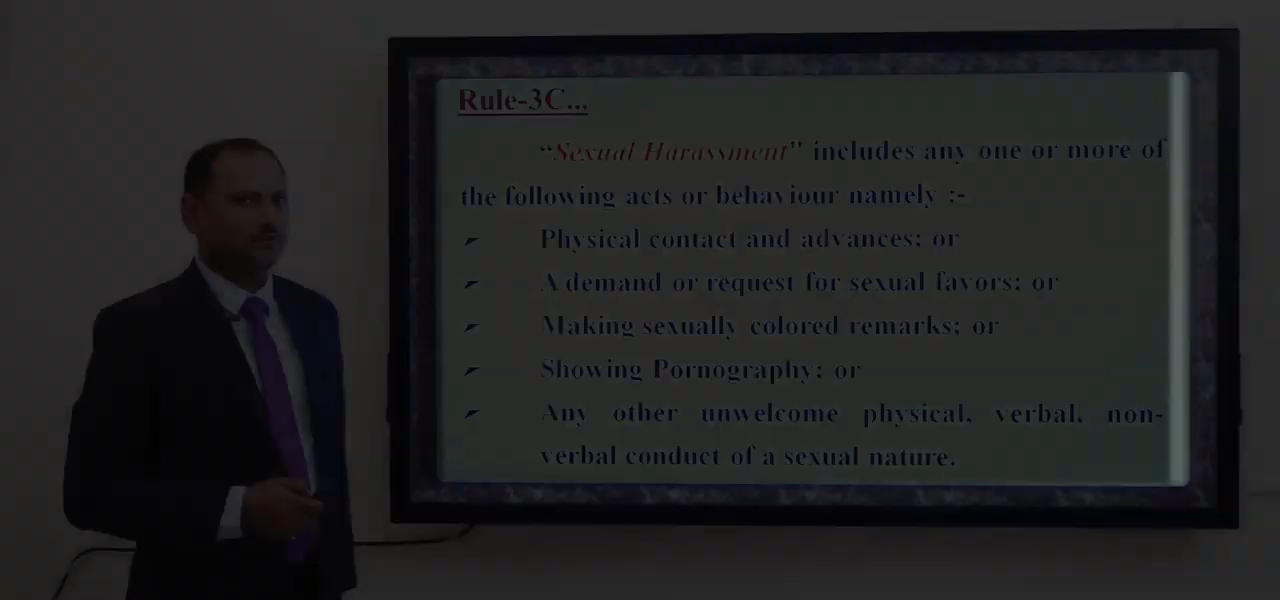 Rule-3C...
“Sexual Harassment" includes any one or more of
the following acts or behaviour namely :-
Physical contact and advances; or
A demand or request for sexual favors; or
Making sexually colored remarks; or
Showing Pornography; or
Any other unwelcome physical, verbal, non-
verbal conduct of a sexual nature.